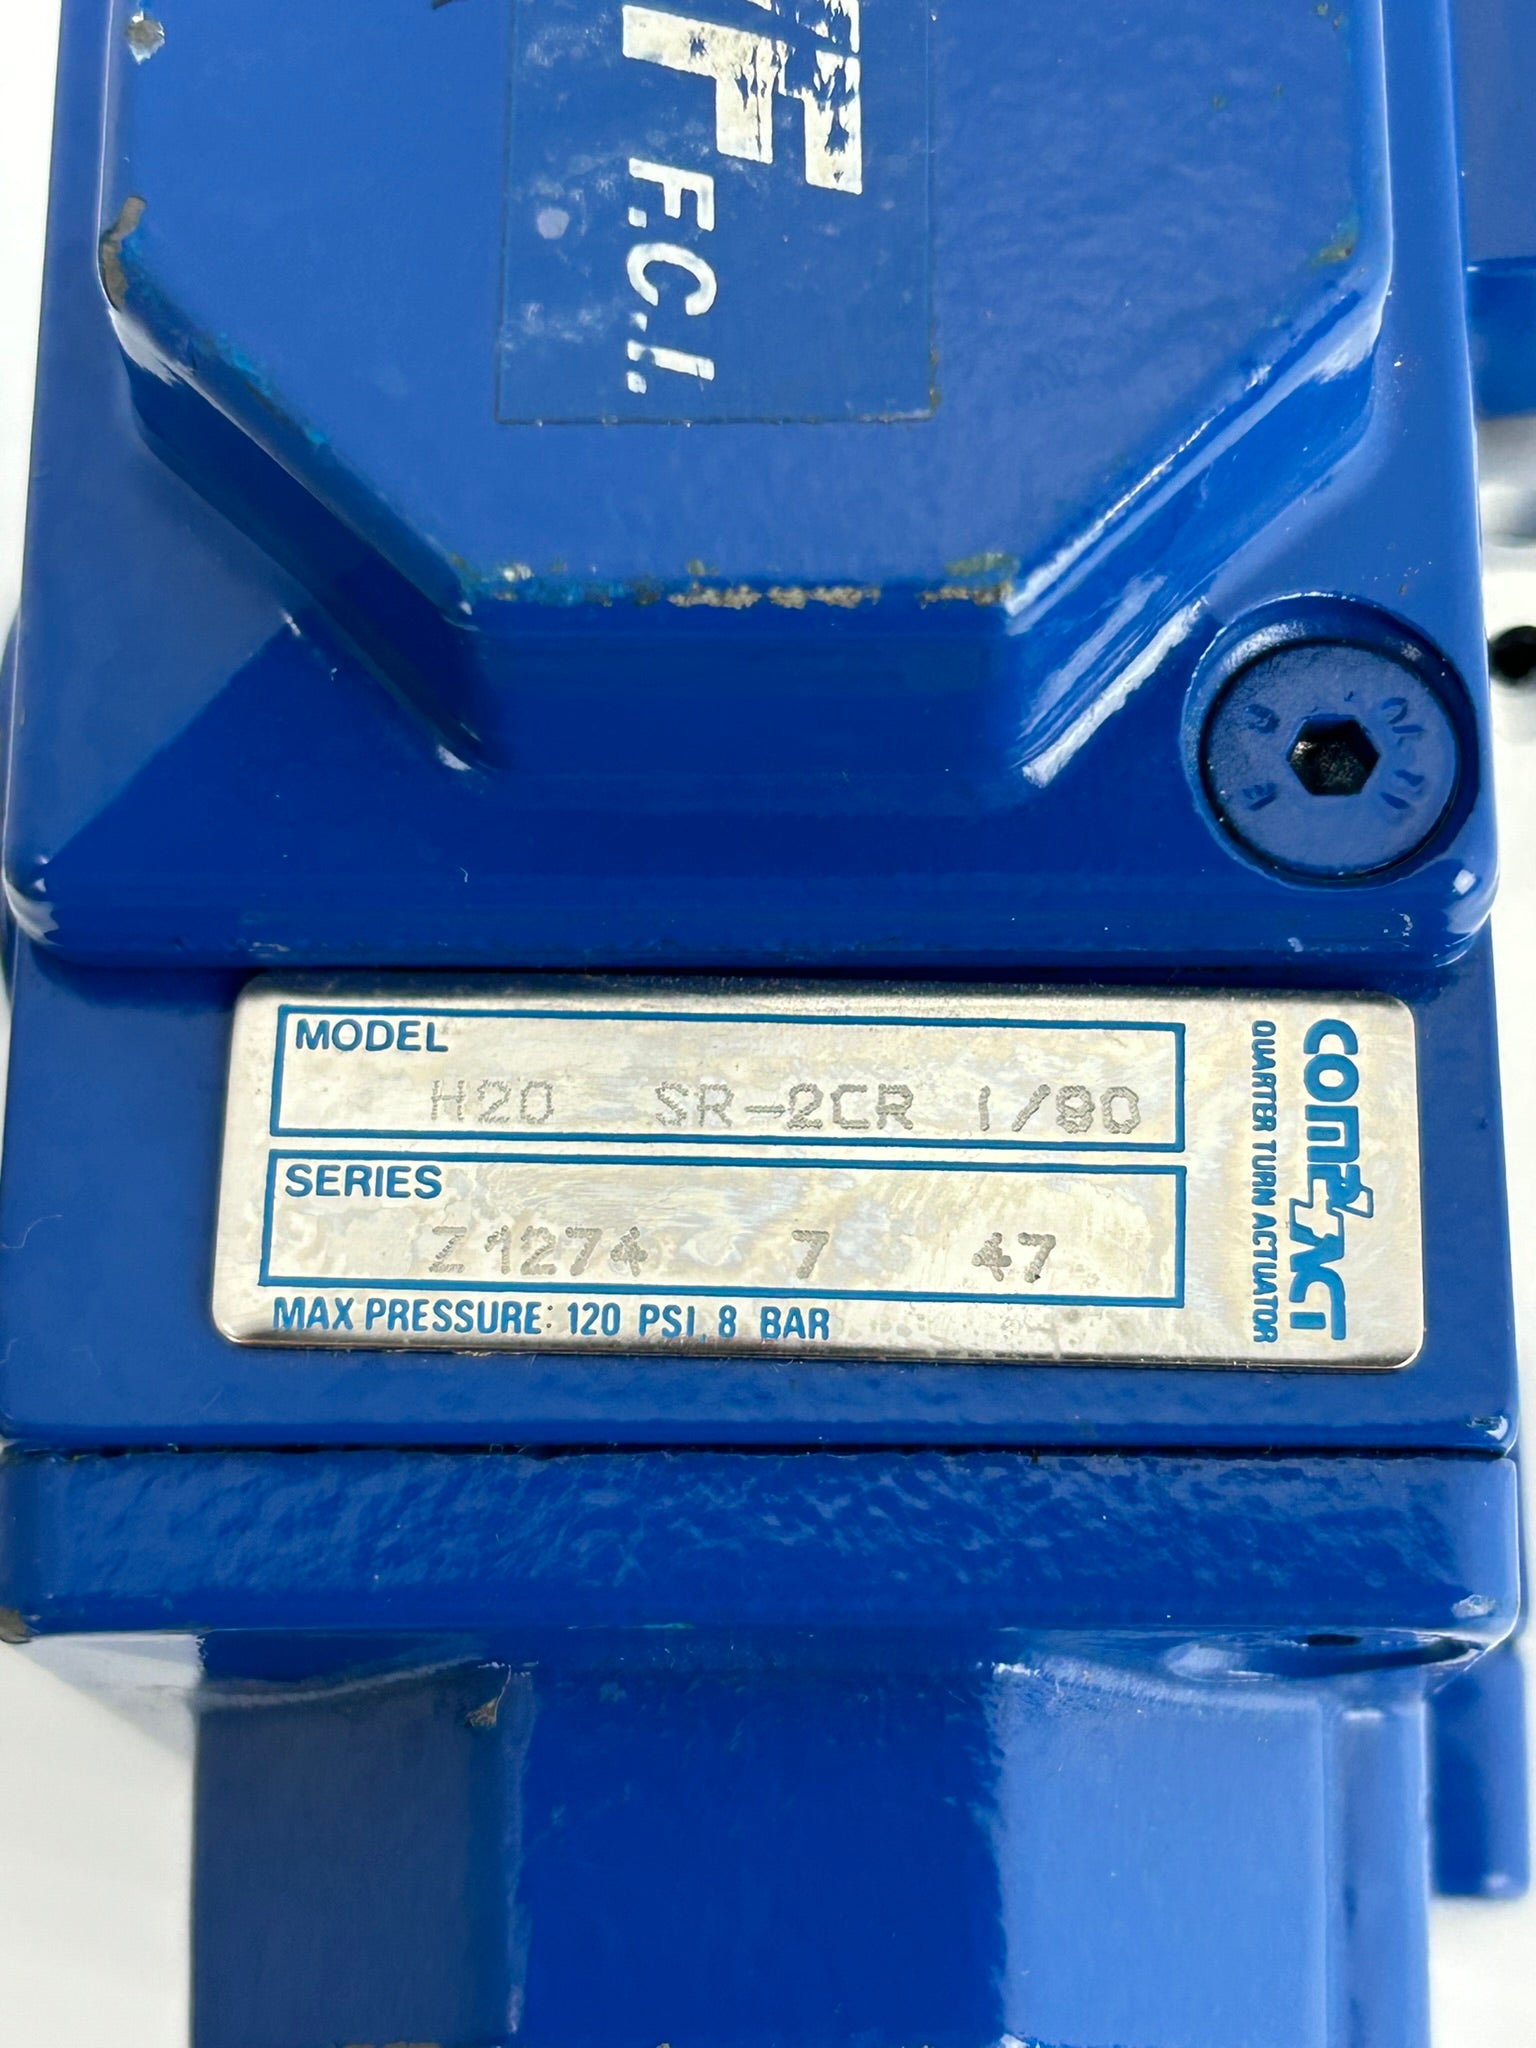 F.C.I.
MODEL
H20 SR-2CR 1/80
SERIES
Z1274 7 47
MAX PRESSURE: 120 PSI, 8 BAR
COMPACT
QUARTER TURN ACTUATOR